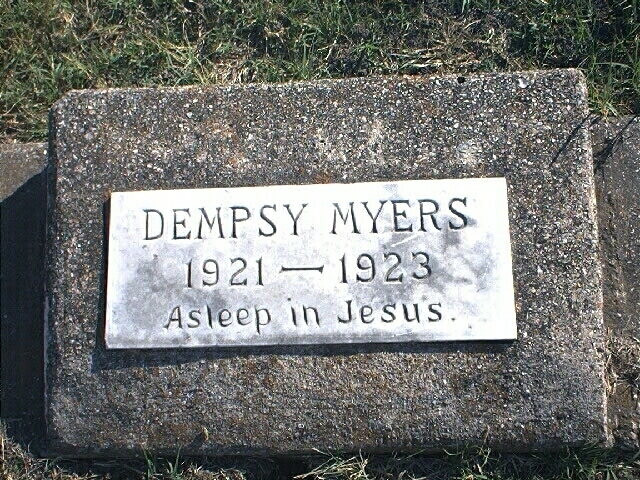 DEMPSY MYERS
1921 — 1923
Asleep in Jesus.